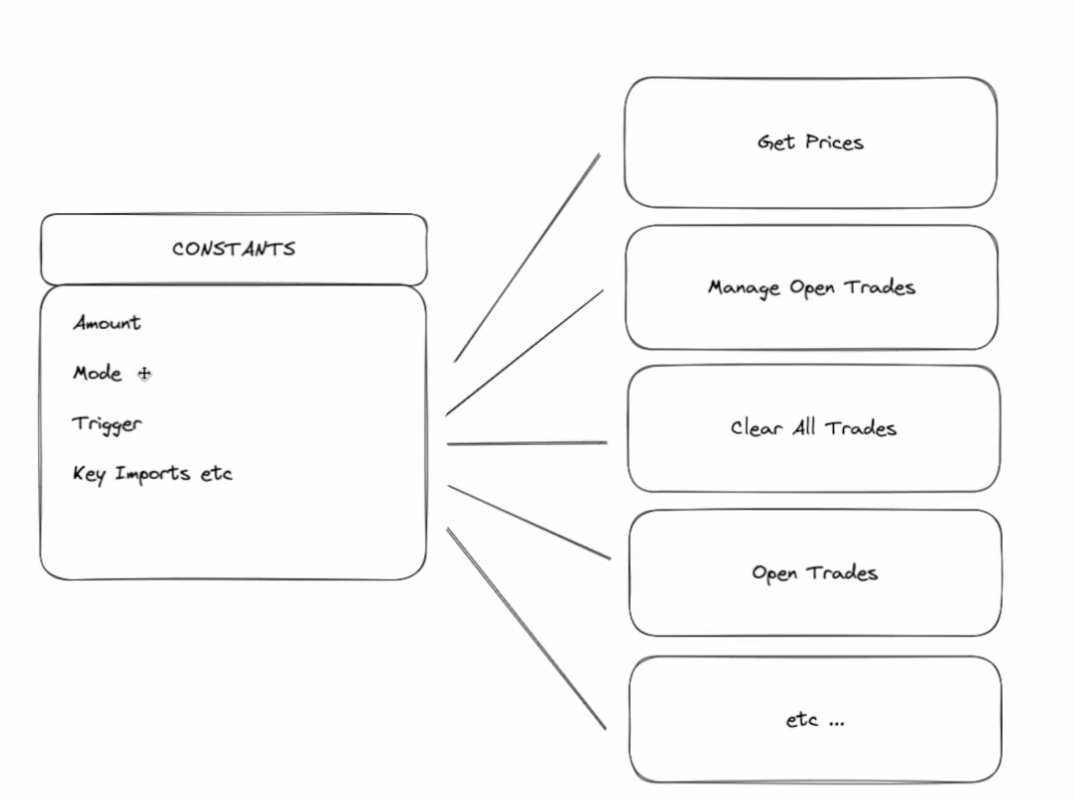 CONSTANTS
Amount
Mode
Trigger
Key Imports etc
Get Prices
Manage Open Trades
Clear All Trades
Open Trades
etc ...